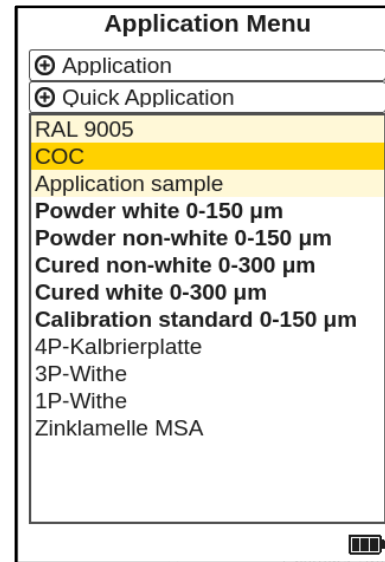 Application Menu
Application
Quick Application
RAL 9005
COC
Application sample
Powder white 0-150 µm
Powder non-white 0-150 µm
Cured non-white 0-300 µm
Cured white 0-300 µm
Calibration standard 0-150 µm
4P-Kalbrierplatte
3P-Withe
1P-Withe
Zinklamelle MSA